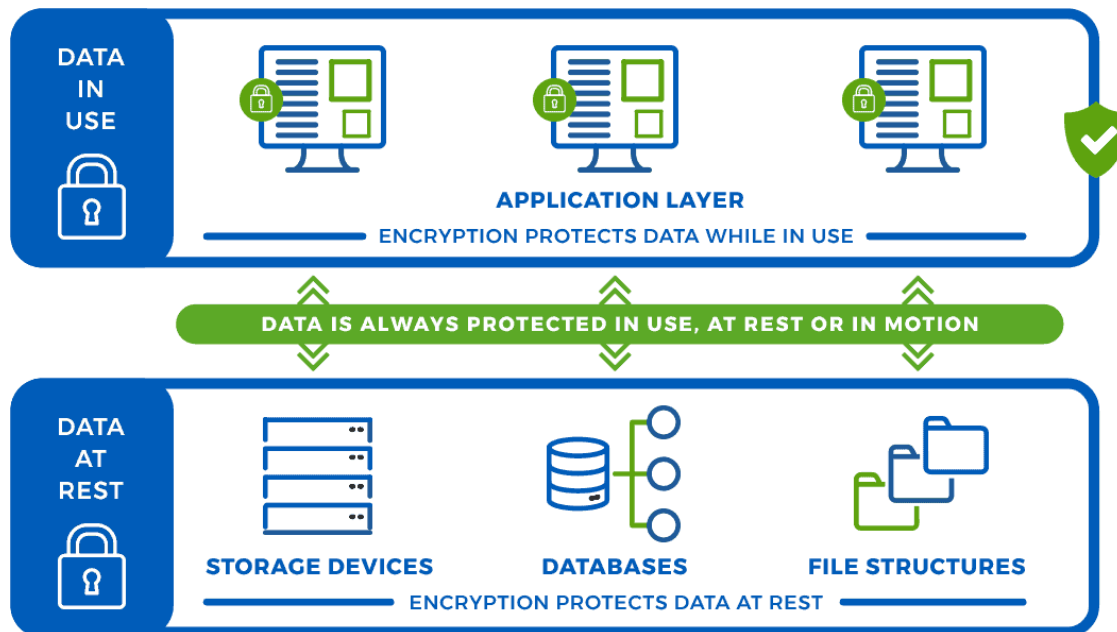 DATA
IN
USE
APPLICATION LAYER
ENCRYPTION PROTECTS DATA WHILE IN USE
DATA IS ALWAYS PROTECTED IN USE, AT REST OR IN MOTION
DATA
AT
REST
STORAGE DEVICES
DATABASES
FILE STRUCTURES
ENCRYPTION PROTECTS DATA AT REST